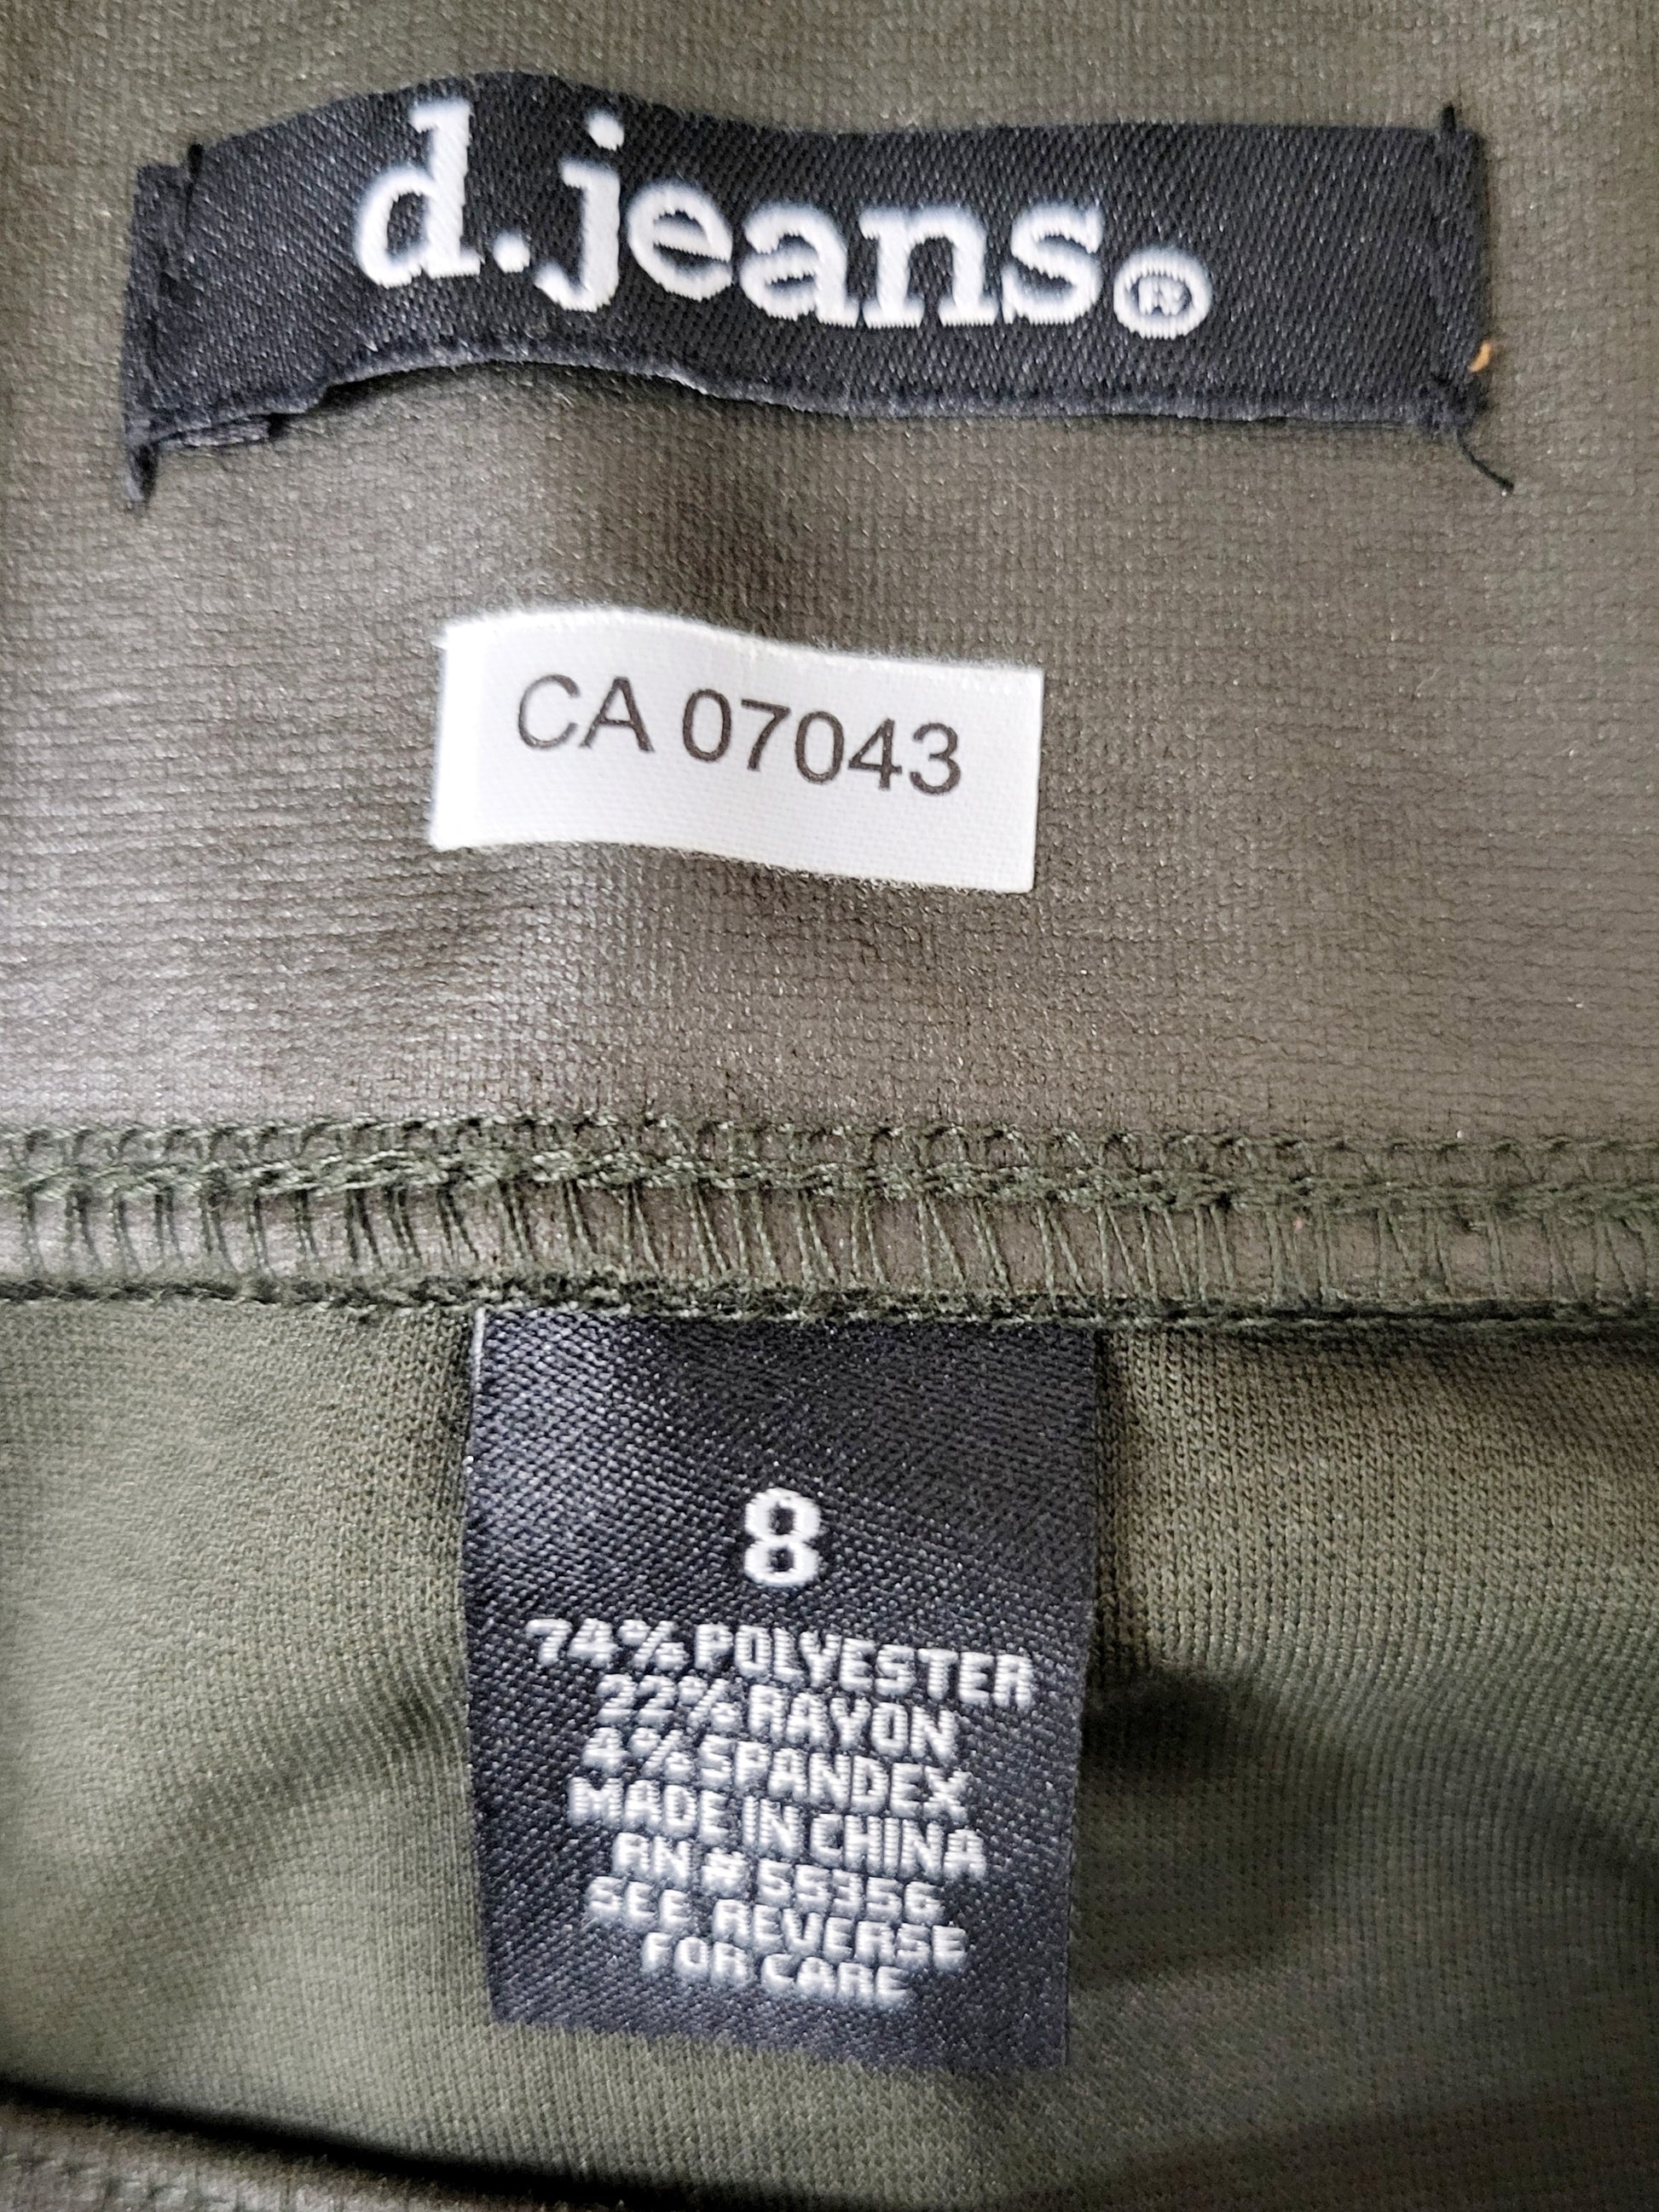 d.jeans®
CA 07043
8
74% POLYESTER
22% RAYON
4% SPANDEX
MADE IN CHINA
RN # 55356
SEE REVERSE
FOR CARE